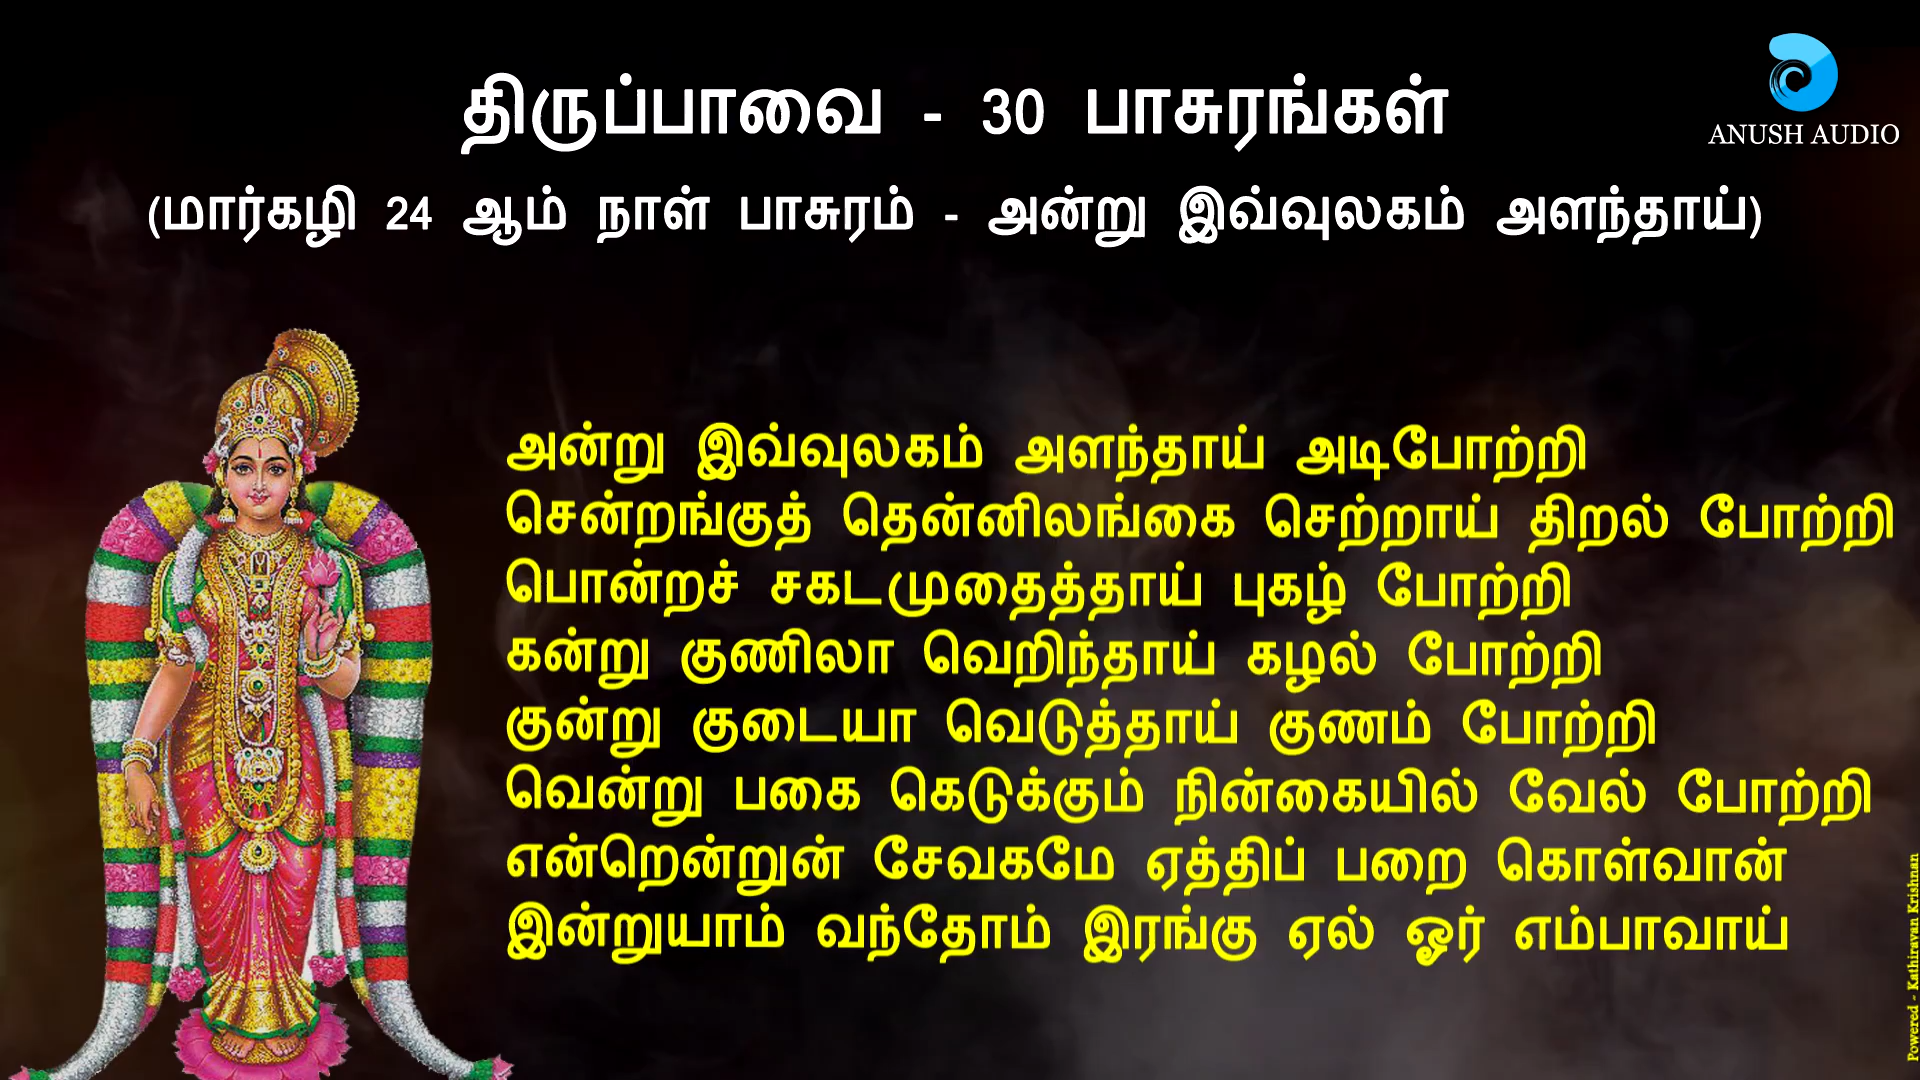 திருப்பாவை - 30 பாசுரங்கள்
ANUSH AUDIO
(மார்கழி 24 ஆம் நாள் பாசுரம் - அன்று இவ்வுலகம் அளந்தாய்)
அன்று இவ்வுலகம் அளந்தாய் அடிபோற்றி
சென்றங்குத் தென்னிலங்கை செற்றாய் திறல் போற்றி
பொன்றச் சகடமுதைத்தாய் புகழ் போற்றி
கன்று குணிலா வெறிந்தாய் கழல் போற்றி
குன்று குடையா வெடுத்தாய் குணம் போற்றி
வென்று பகை கெடுக்கும் நின்கையில் வேல் போற்றி
என்றென்றுன் சேவகமே ஏத்திப் பறை கொள்வான்
இன்றுயாம் வந்தோம் இரங்கு ஏல் ஓர் எம்பாவாய்
Powered - Kathiravan Krishnan